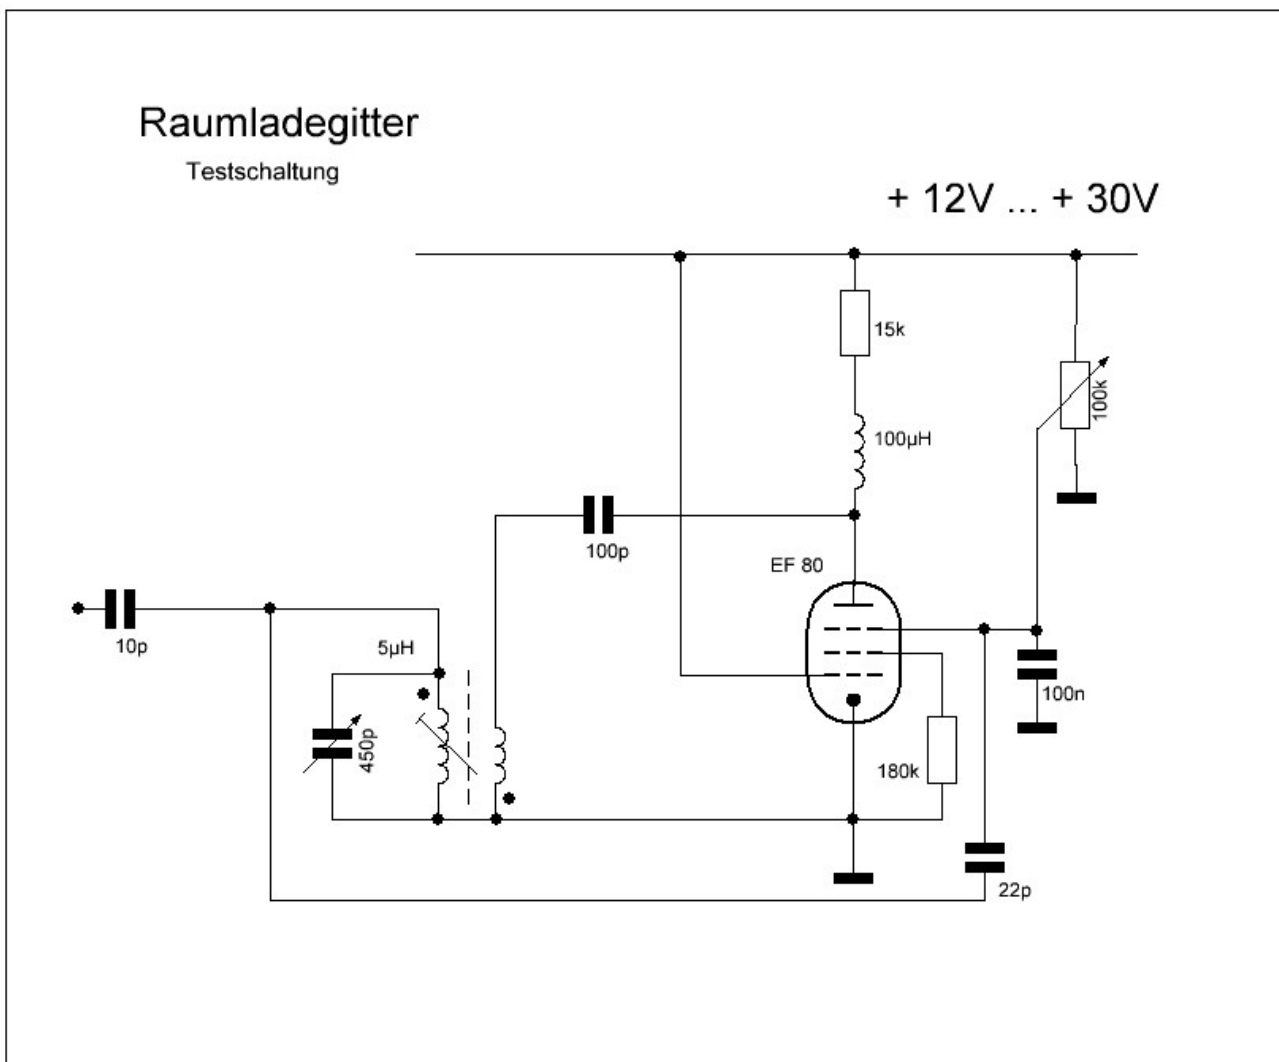 Raumladegitter
Testschaltung
+ 12V ... + 30V
15k
100k
100µH
100p
EF 80
10p
5µH
100n
450p
180k
22p